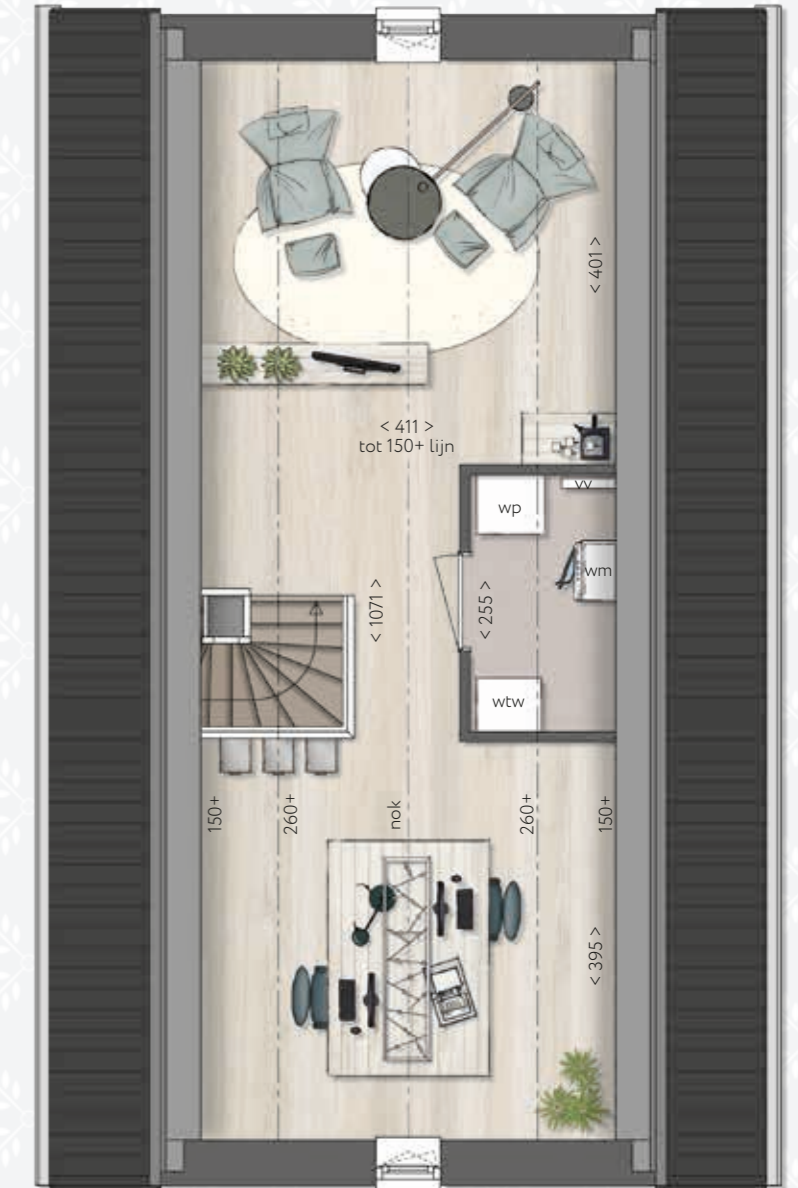 < 401 >
< 411 >
tot 150+ lijn
wp
vv
wm
< 1071 >
< 255 >
wtw
150+
260+
nok
260+
150+
< 395 >